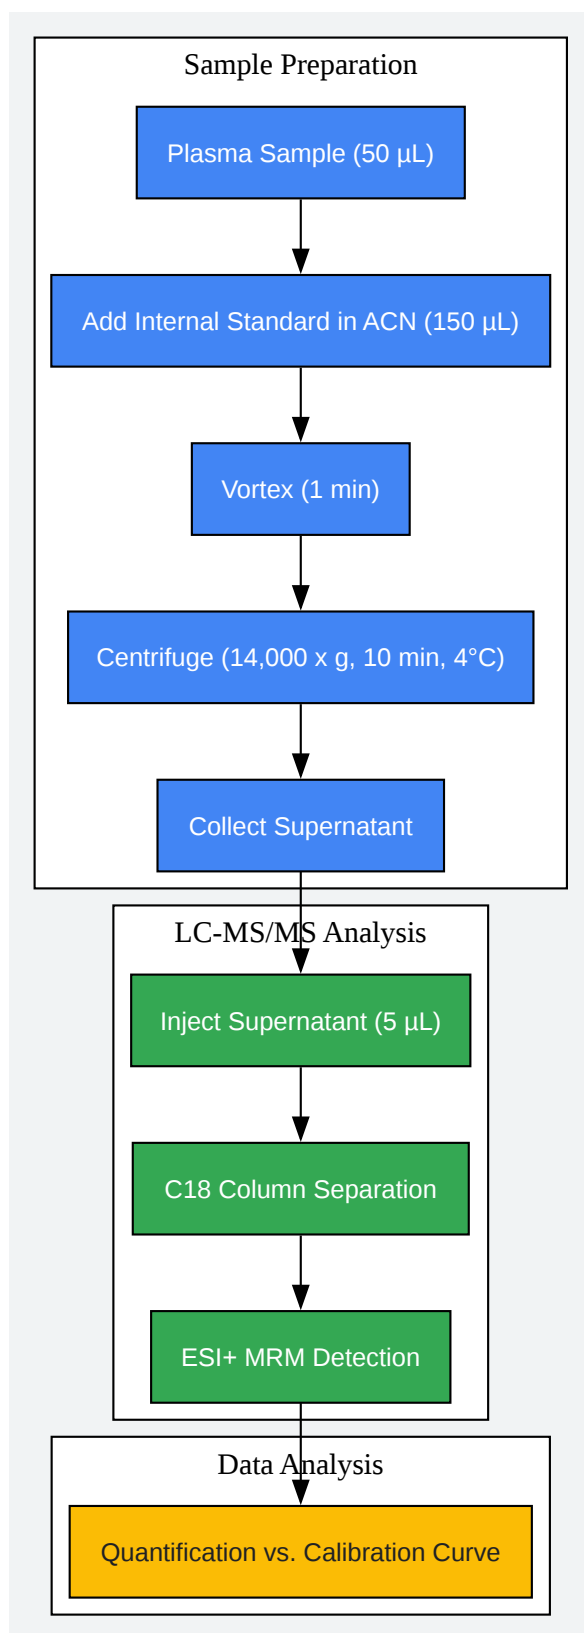 Sample Preparation
Plasma Sample (50 µL)
Add Internal Standard in ACN (150 µL)
Vortex (1 min)
Centrifuge (14,000 x g, 10 min, 4°C)
Collect Supernatant
LC-MS/MS Analysis
Inject Supernatant (5 µL)
C18 Column Separation
ESI+ MRM Detection
Data Analysis
Quantification vs. Calibration Curve